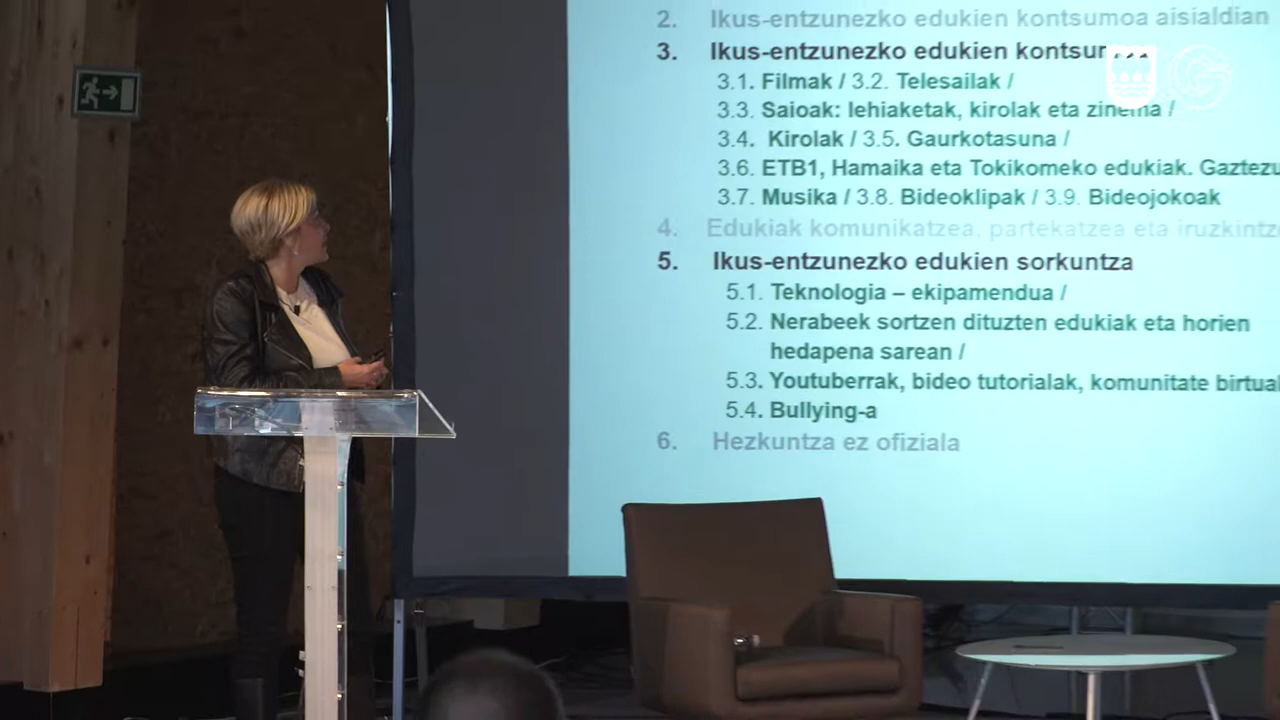 2. Ikus-entzunezko edukien kontsumoa aisialdian
3. Ikus-entzunezko edukien
3.1. Filmak / 3.2. Telesailak /
3.3. Saioak: lehiaketak, kirolak eta zinema /
3.4. Kirolak / 3.5. Gaurkotasuna /
3.6. ETB1, Hamaika eta Tokikomeko edukiak.
3.7. Musika / 3.8. Bideoklipak / 3.9. Bideojokoak
4. Edukiak komunikatzea, partekatzea eta
5. Ikus-entzunezko edukien sorkuntza
5.1. Teknologia – ekipamendua /
5.2. Nerabeek sortzen dituzten edukiak eta horien
hedapena sarean /
5.3. Youtuberrak, bideo tutorialak, komunitate
5.4. Bullying-a
6. Hezkuntza ez ofiziala